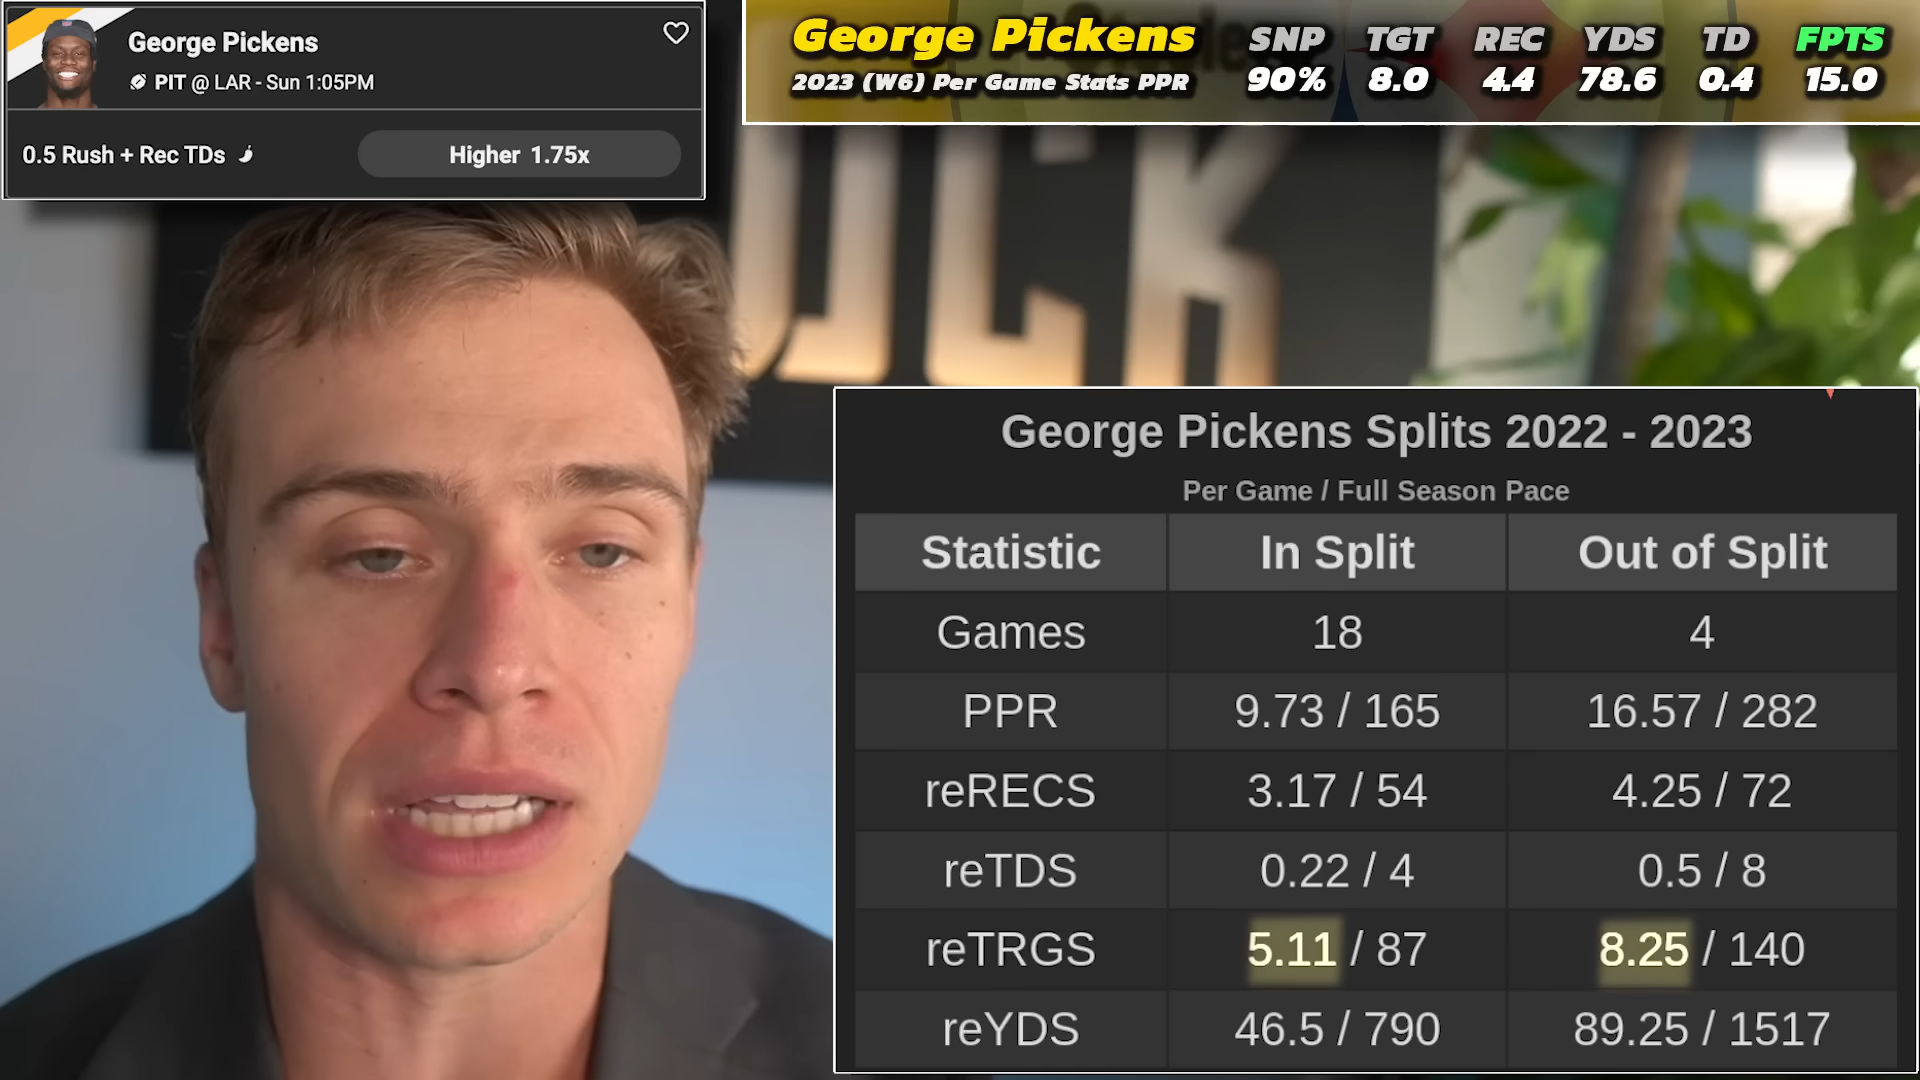 George Pickens
PIT @ LAR - Sun 1:05PM
0.5 Rush + Rec TDs
Higher 1.75x
George Pickens SNP TGT REC YDS TD FPTS
2023 (W6) Per Game Stats PPR 90% 8.0 4.4 78.6 0.4 15.0
George Pickens Splits 2022 - 2023
Per Game / Full Season Pace
Statistic In Split Out of Split
Games 18 4
PPR 9.73 / 165 16.57 / 282
reRECS 3.17 / 54 4.25 / 72
reTDS 0.22 / 4 0.5 / 8
reTRGS 5.11 / 87 8.25 / 140
reYDS 46.5 / 790 89.25 / 1517